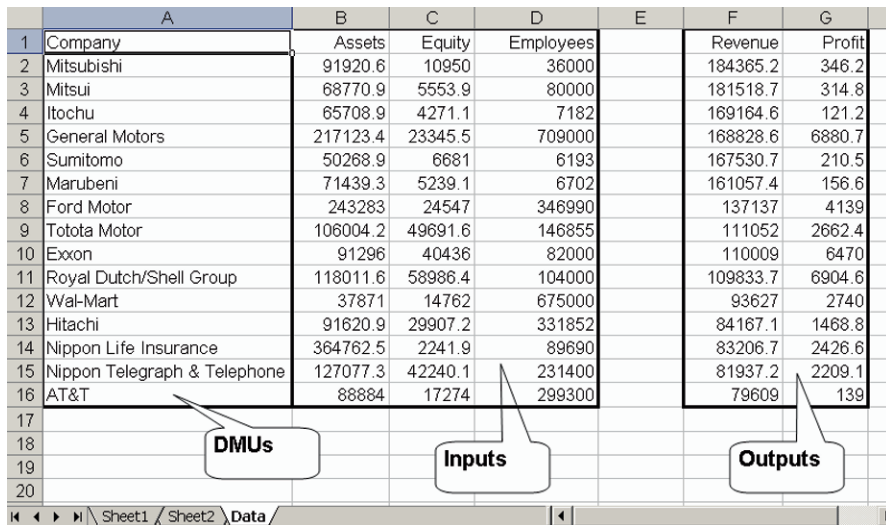 A B C D E F G
1 Company Assets Equity Employees Revenue Profit
2 Mitsubishi 91920.6 10950 36000 184365.2 346.2
3 Mitsui 68770.9 5553.9 80000 181518.7 314.8
4 Itochu 65708.9 4271.1 7182 169164.6 121.2
5 General Motors 217123.4 23345.5 709000 168828.6 6880.7
6 Sumitomo 50268.9 6681 6193 167530.7 210.5
7 Marubeni 71439.3 5239.1 6702 161057.4 156.6
8 Ford Motor 243283 24547 346990 137137 4139
9 Totota Motor 106004.2 49691.6 146855 111052 2662.4
10 Exxon 91296 40436 82000 110009 6470
11 Royal Dutch/Shell Group 118011.6 58986.4 104000 109833.7 6904.6
12 Wal-Mart 37871 14762 675000 93627 2740
13 Hitachi 91620.9 29907.2 331852 84167.1 1468.8
14 Nippon Life Insurance 364762.5 2241.9 89690 83206.7 2426.6
15 Nippon Telegraph & Telephone 127077.3 42240.1 231400 81937.2 2209.1
16 AT&T 88884 17274 299300 79609 139
17
18 DMUs
19 Inputs Outputs
20
Sheet1 Sheet2 Data